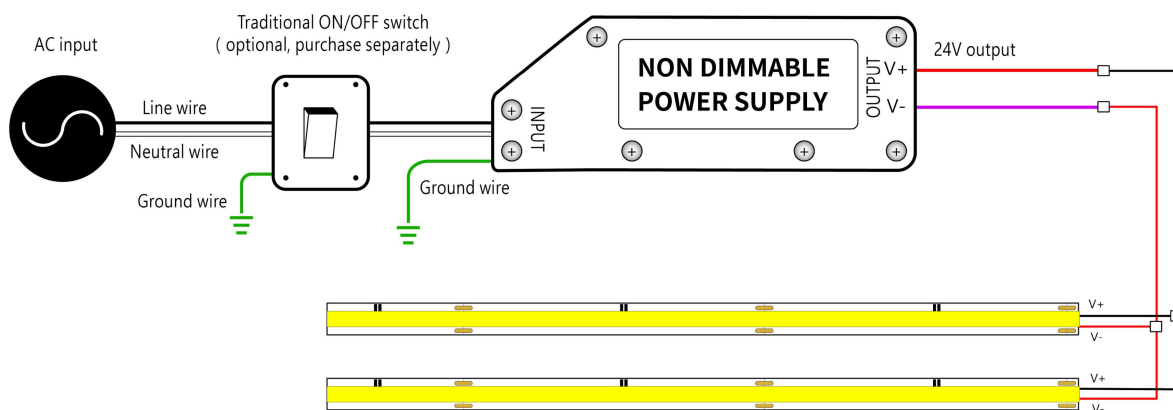 AC input
Traditional ON/OFF switch
( optional, purchase separately )
Line wire
Neutral wire
Ground wire
Ground wire
INPUT
NON DIMMABLE
POWER SUPPLY
OUTPUT
V+
V-
24V output
V+
V-
V+
V-